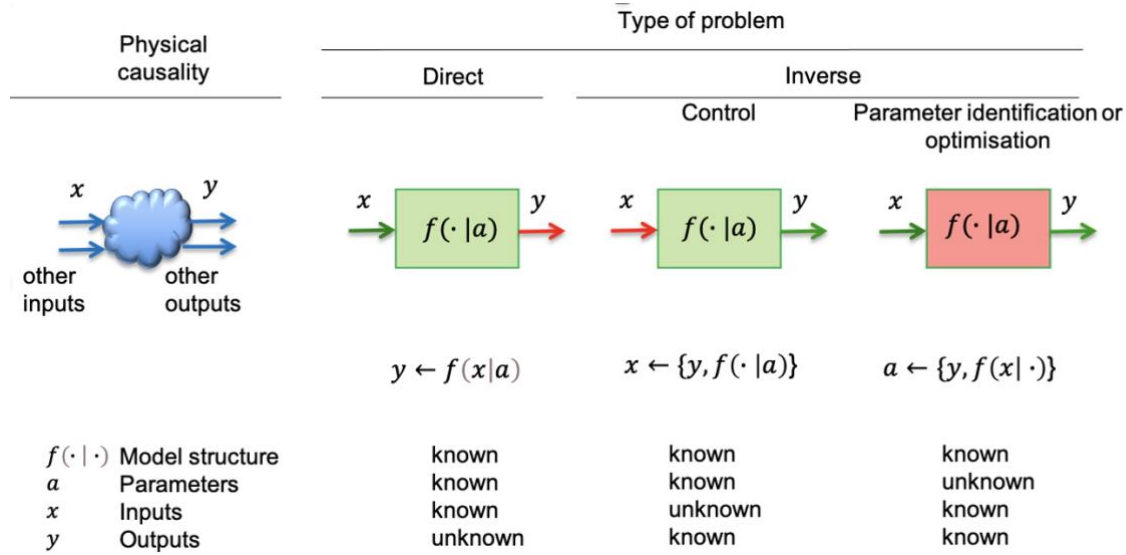 Type of problem
Physical
causality
Direct
Inverse
Control
Parameter identification or
optimisation
x y
other
inputs
other
outputs
x f(· |a) y
x f(· |a) y
x f(· |a) y
y ← f(x|a)
x ← {y, f(· |a)}
a ← {y, f(x| ·)}
f(· | ·) Model structure known known known
a Parameters known known unknown
x Inputs known unknown known
y Outputs unknown known known